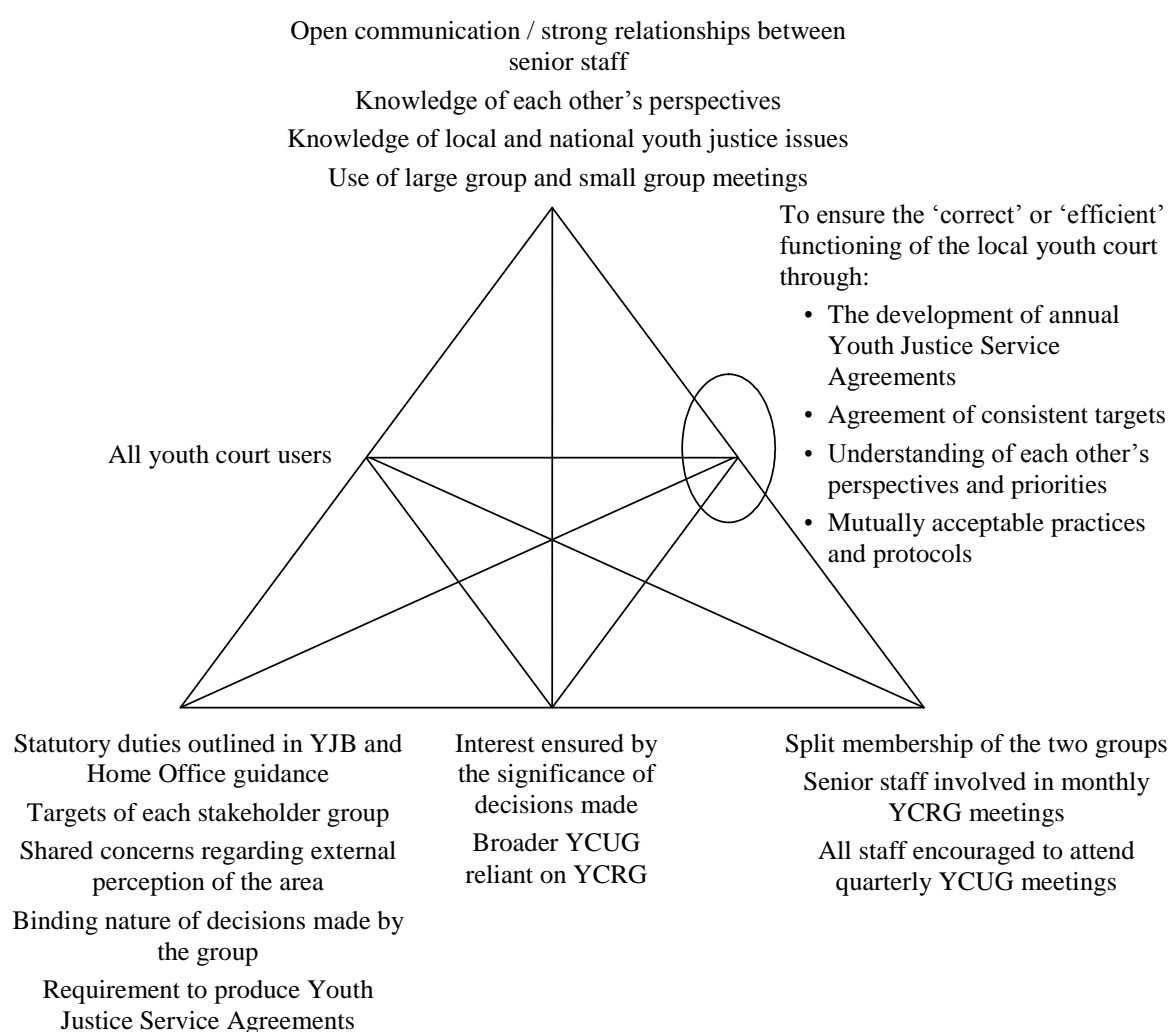 Open communication / strong relationships between
senior staff
Knowledge of each other’s perspectives
Knowledge of local and national youth justice issues
Use of large group and small group meetings
To ensure the ‘correct’ or ‘efficient’
functioning of the local youth court
through:
• The development of annual
Youth Justice Service
Agreements
• Agreement of consistent targets
• Understanding of each other’s
perspectives and priorities
• Mutually acceptable practices
and protocols
All youth court users
Statutory duties outlined in YJB and
Home Office guidance
Targets of each stakeholder group
Shared concerns regarding external
perception of the area
Binding nature of decisions made by
the group
Requirement to produce Youth
Justice Service Agreements
Interest ensured by
the significance of
decisions made
Broader YCUG
reliant on YCRG
Split membership of the two groups
Senior staff involved in monthly
YCRG meetings
All staff encouraged to attend
quarterly YCUG meetings